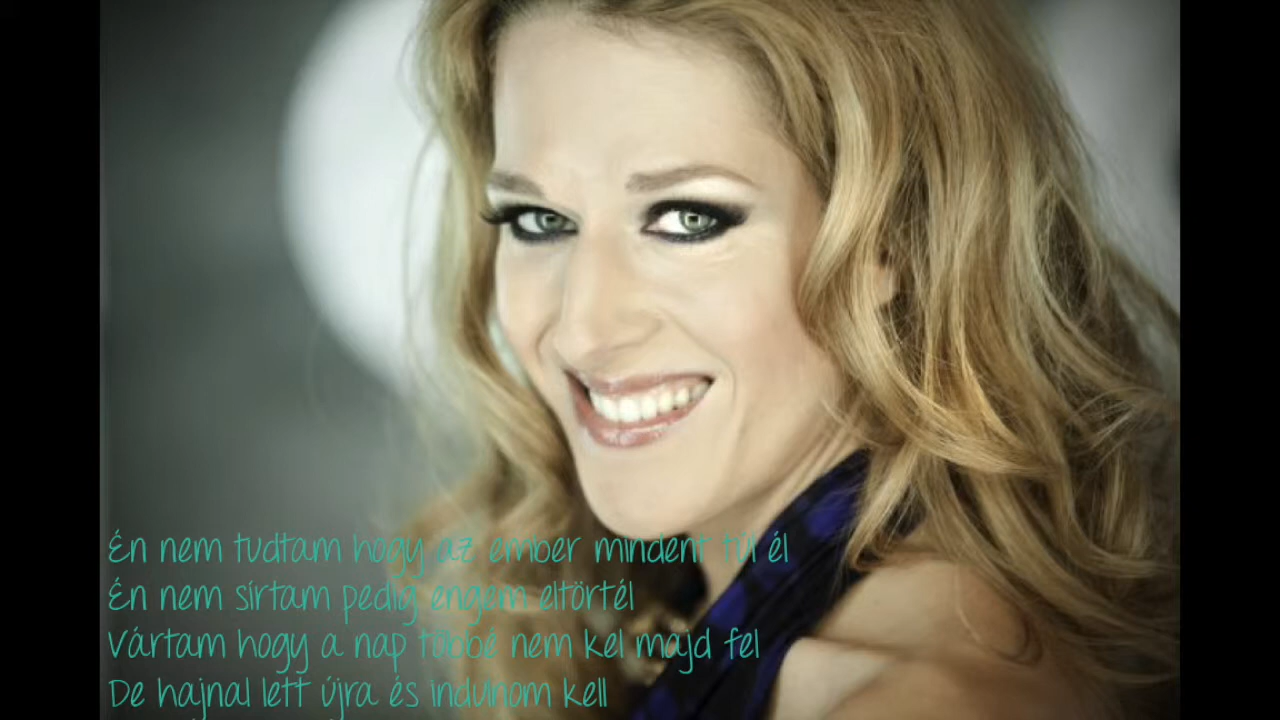 Én nem tudtam hogy az ember mindent túl él
Én nem sírtam pedig engem eltörtél
Vártam hogy a nap többé nem kel majd fel
De hajnal lett újra és indulnom kell